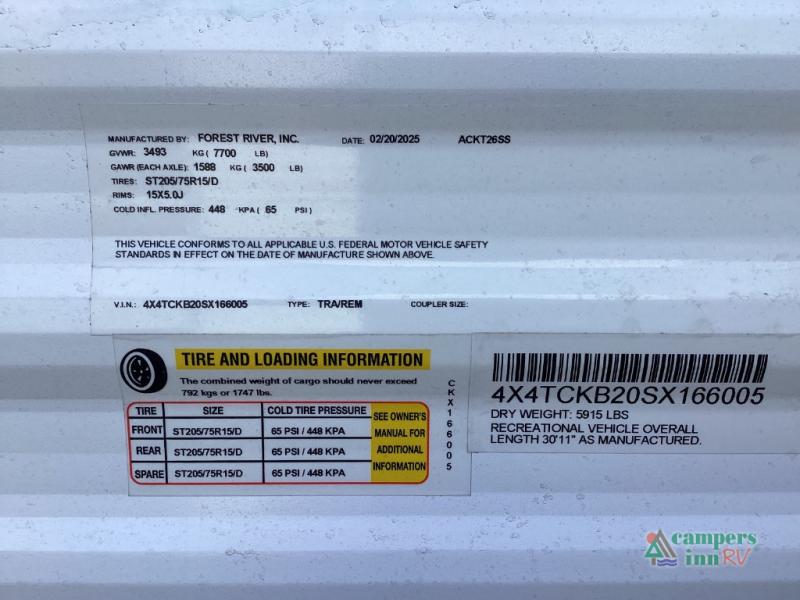 MANUFACTURED BY: FOREST RIVER, INC. DATE: 02/20/2025 ACKT26SS
GVWR: 3493 KG ( 7700 LB)
GAWR (EACH AXLE): 1588 KG ( 3500 LB)
TIRES: ST205/75R15/D
RIMS: 15X5.0J
COLD INFL. PRESSURE: 448 KPA ( 65 PSI )
THIS VEHICLE CONFORMS TO ALL APPLICABLE U.S. FEDERAL MOTOR VEHICLE SAFETY
STANDARDS IN EFFECT ON THE DATE OF MANUFACTURE SHOWN ABOVE.
V.I.N.: 4X4TCKB20SX166005 TYPE: TRA/REM COUPLER SIZE:
TIRE AND LOADING INFORMATION
The combined weight of cargo should never exceed
792 kgs or 1747 lbs.
TIRE SIZE COLD TIRE PRESSURE
FRONT ST205/75R15/D 65 PSI / 448 KPA
REAR ST205/75R15/D 65 PSI / 448 KPA
SPARE ST205/75R15/D 65 PSI / 448 KPA
SEE OWNER'S
MANUAL FOR
ADDITIONAL
INFORMATION
CKX166005
4X4TCKB20SX166005
DRY WEIGHT: 5915 LBS
RECREATIONAL VEHICLE OVERALL
LENGTH 30'11" AS MANUFACTURED.
campers
inn RV